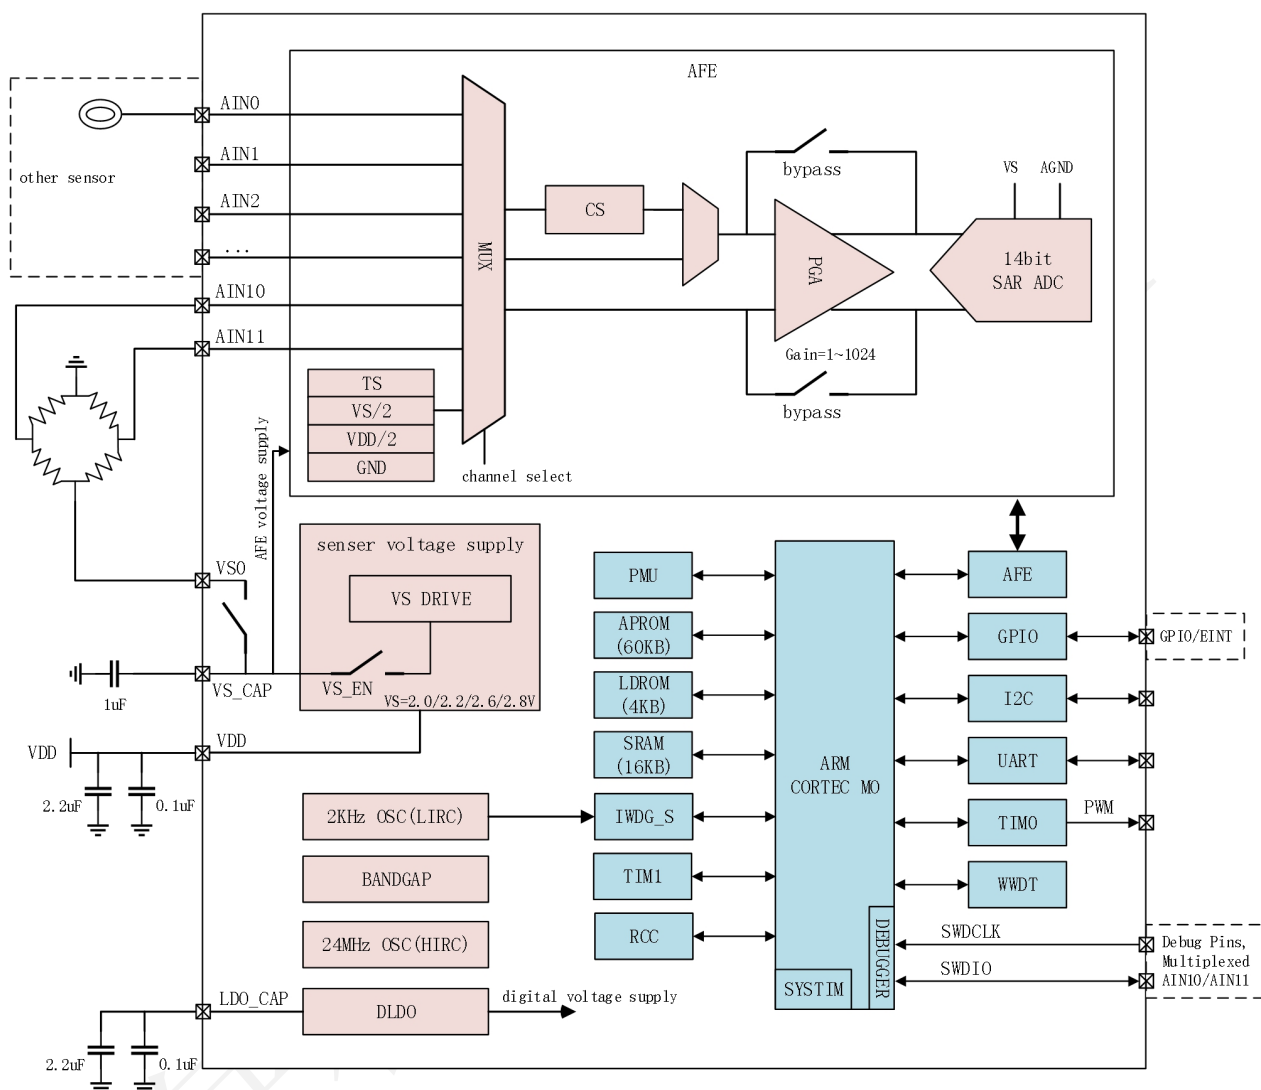 AFE
AIN0
AIN1
other sensor
AIN2
...
AIN10
AIN11
MUX
CS
bypass
PGA
Gain=1~1024
bypass
VS
AGND
14bit
SAR ADC
TS
VS/2
VDD/2
GND
channel select
AFE voltage supply
senser voltage supply
VS DRIVE
VS_EN
VS=2.0/2.2/2.6/2.8V
VSO
VS_CAP
1uF
VDD
VDD
2.2uF
0.1uF
2KHz OSC(LIRC)
BANDGAP
24MHz OSC(HIRC)
LDO_CAP
DLDO
digital voltage supply
2.2uF
0.1uF
PMU
APROM
(60KB)
LDROM
(4KB)
SRAM
(16KB)
IWDG_S
TIM1
RCC
ARM
CORTEC MO
SYSTIM
DEBUGGER
AFE
GPIO
GPIO/EINT
I2C
UART
TIMO
PWM
WWDT
SWDCLK
SWDIO
Debug Pins,
Multiplexed
AIN10/AIN11